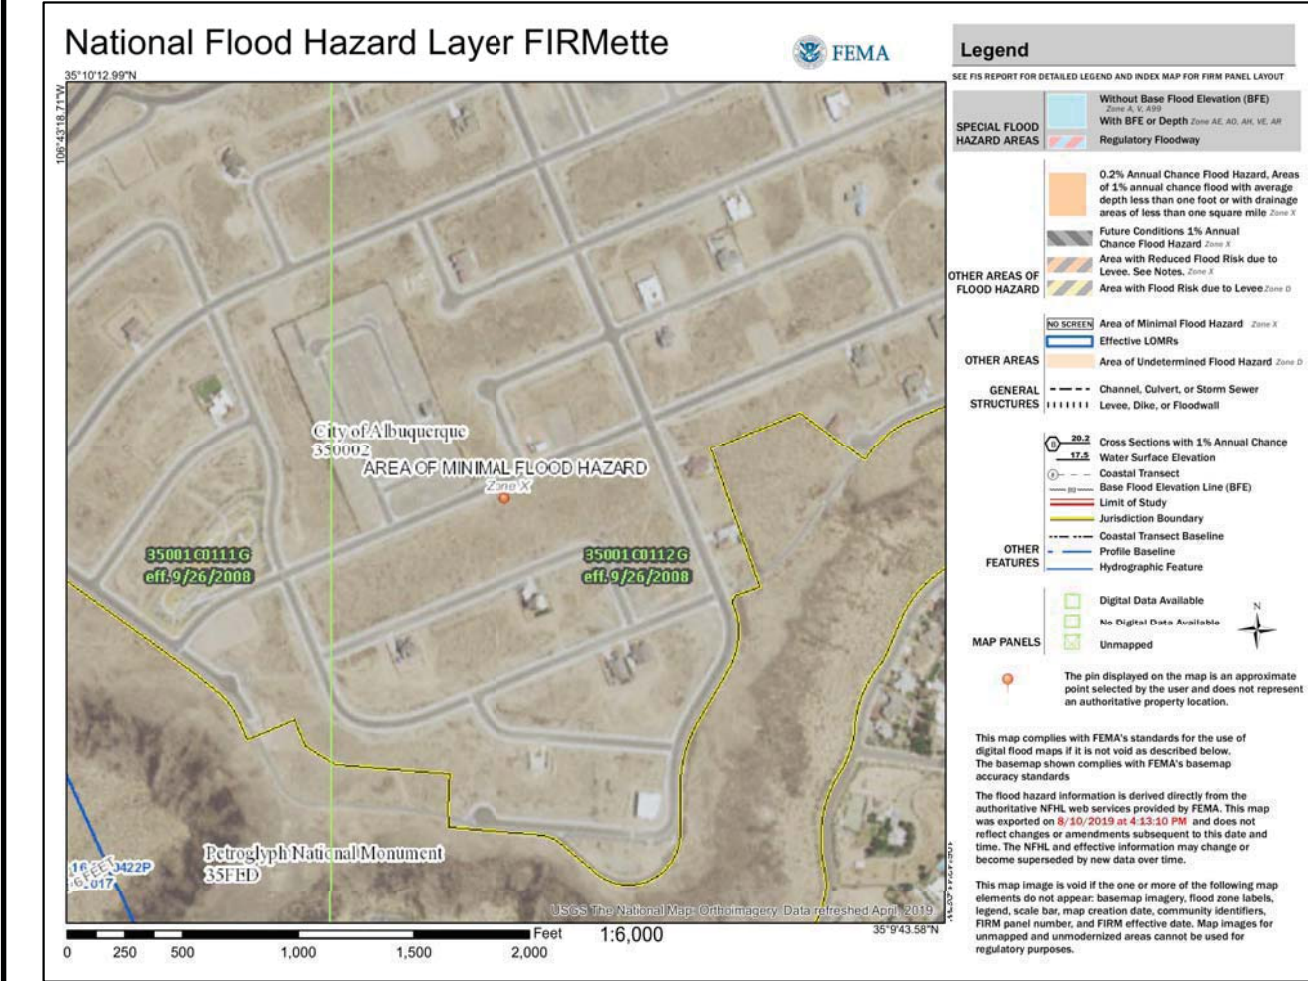 National Flood Hazard Layer FIRMette
FEMA
35°10'12.99"N
106°43'18.71"W
City of Albuquerque
350002
AREA OF MINIMAL FLOOD HAZARD
Zone X
35001C0111G
eff. 9/26/2008
35001C0112G
eff. 9/26/2008
Petroglyph National Monument
35FED
0422P
2017
6 FEET
USGS The National Map: Orthoimagery. Data refreshed April, 2019.
35°9'43.58"N
Feet
1:6,000
0
250
500
1,000
1,500
2,000
Legend
SEE FIS REPORT FOR DETAILED LEGEND AND INDEX MAP FOR FIRM PANEL LAYOUT
SPECIAL FLOOD
HAZARD AREAS
Without Base Flood Elevation (BFE)
Zone A, V, A99
With BFE or Depth Zone AE, AO, AH, VE, AR
Regulatory Floodway
OTHER AREAS OF
FLOOD HAZARD
0.2% Annual Chance Flood Hazard, Areas
of 1% annual chance flood with average
depth less than one foot or with drainage
areas of less than one square mile Zone X
Future Conditions 1% Annual
Chance Flood Hazard Zone X
Area with Reduced Flood Risk due to
Levee. See Notes. Zone X
Area with Flood Risk due to Levee Zone D
OTHER AREAS
NO SCREEN Area of Minimal Flood Hazard Zone X
Effective LOMRs
Area of Undetermined Flood Hazard Zone D
GENERAL
STRUCTURES
Channel, Culvert, or Storm Sewer
Levee, Dike, or Floodwall
OTHER
FEATURES
B 20.2 Cross Sections with 1% Annual Chance
17.5 Water Surface Elevation
Coastal Transect
Base Flood Elevation Line (BFE)
Limit of Study
Jurisdiction Boundary
Coastal Transect Baseline
Profile Baseline
Hydrographic Feature
MAP PANELS
Digital Data Available
No Digital Data Available
Unmapped
N
The pin displayed on the map is an approximate
point selected by the user and does not represent
an authoritative property location.
This map complies with FEMA's standards for the use of
digital flood maps if it is not void as described below.
The basemap shown complies with FEMA's basemap
accuracy standards
The flood hazard information is derived directly from the
authoritative NFHL web services provided by FEMA. This map
was exported on 8/10/2019 at 4:13:10 PM and does not
reflect changes or amendments subsequent to this date and
time. The NFHL and effective information may change or
become superseded by new data over time.
This map image is void if the one or more of the following map
elements do not appear: basemap imagery, flood zone labels,
legend, scale bar, map creation date, community identifiers,
FIRM panel number, and FIRM effective date. Map images for
unmapped and unmodernized areas cannot be used for
regulatory purposes.